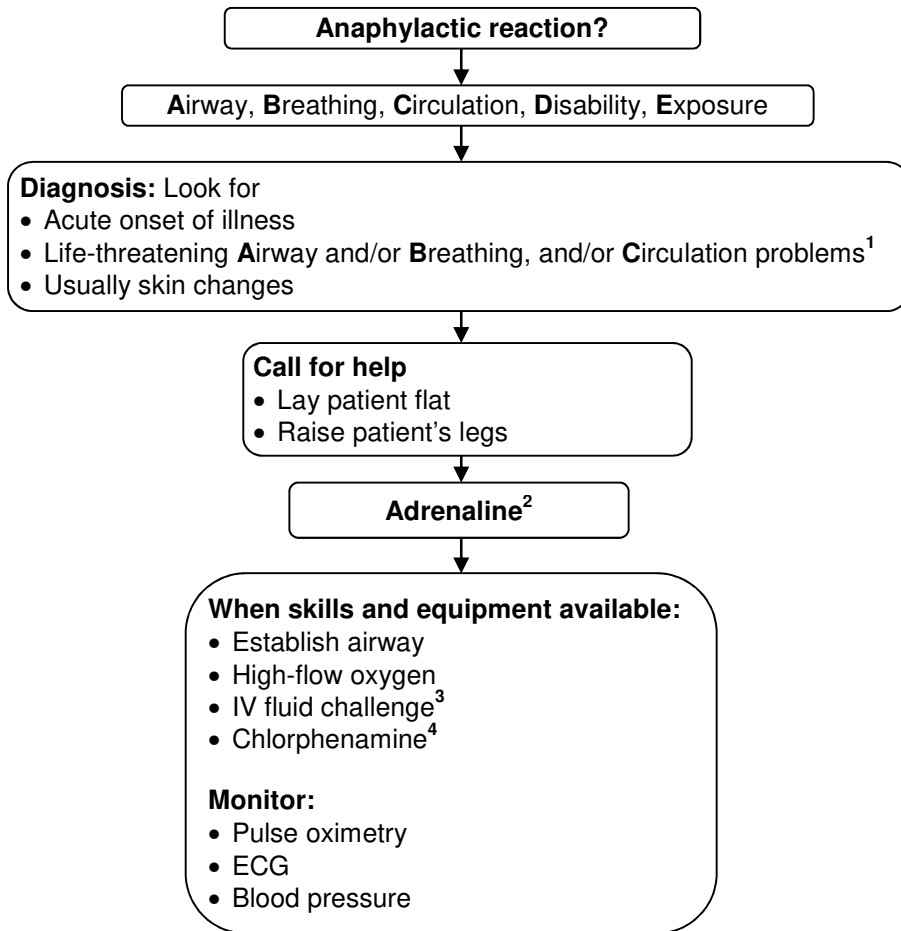 Anaphylactic reaction?
Airway, Breathing, Circulation, Disability, Exposure
Diagnosis: Look for
• Acute onset of illness
• Life-threatening Airway and/or Breathing, and/or Circulation problems¹
• Usually skin changes
Call for help
• Lay patient flat
• Raise patient's legs
Adrenaline²
When skills and equipment available:
• Establish airway
• High-flow oxygen
• IV fluid challenge³
• Chlorphenamine⁴
Monitor:
• Pulse oximetry
• ECG
• Blood pressure